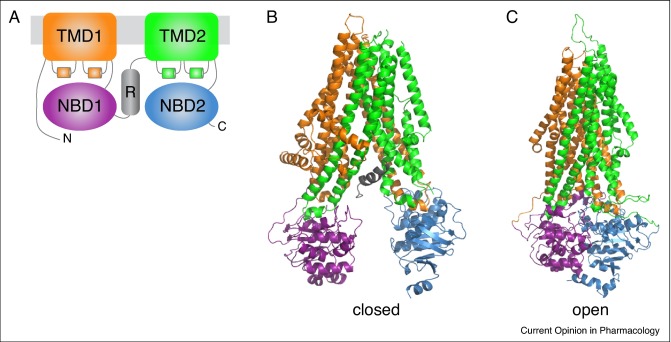 A
TMD1
TMD2
NBD1
R
NBD2
N
C
B
closed
C
open
Current Opinion in Pharmacology